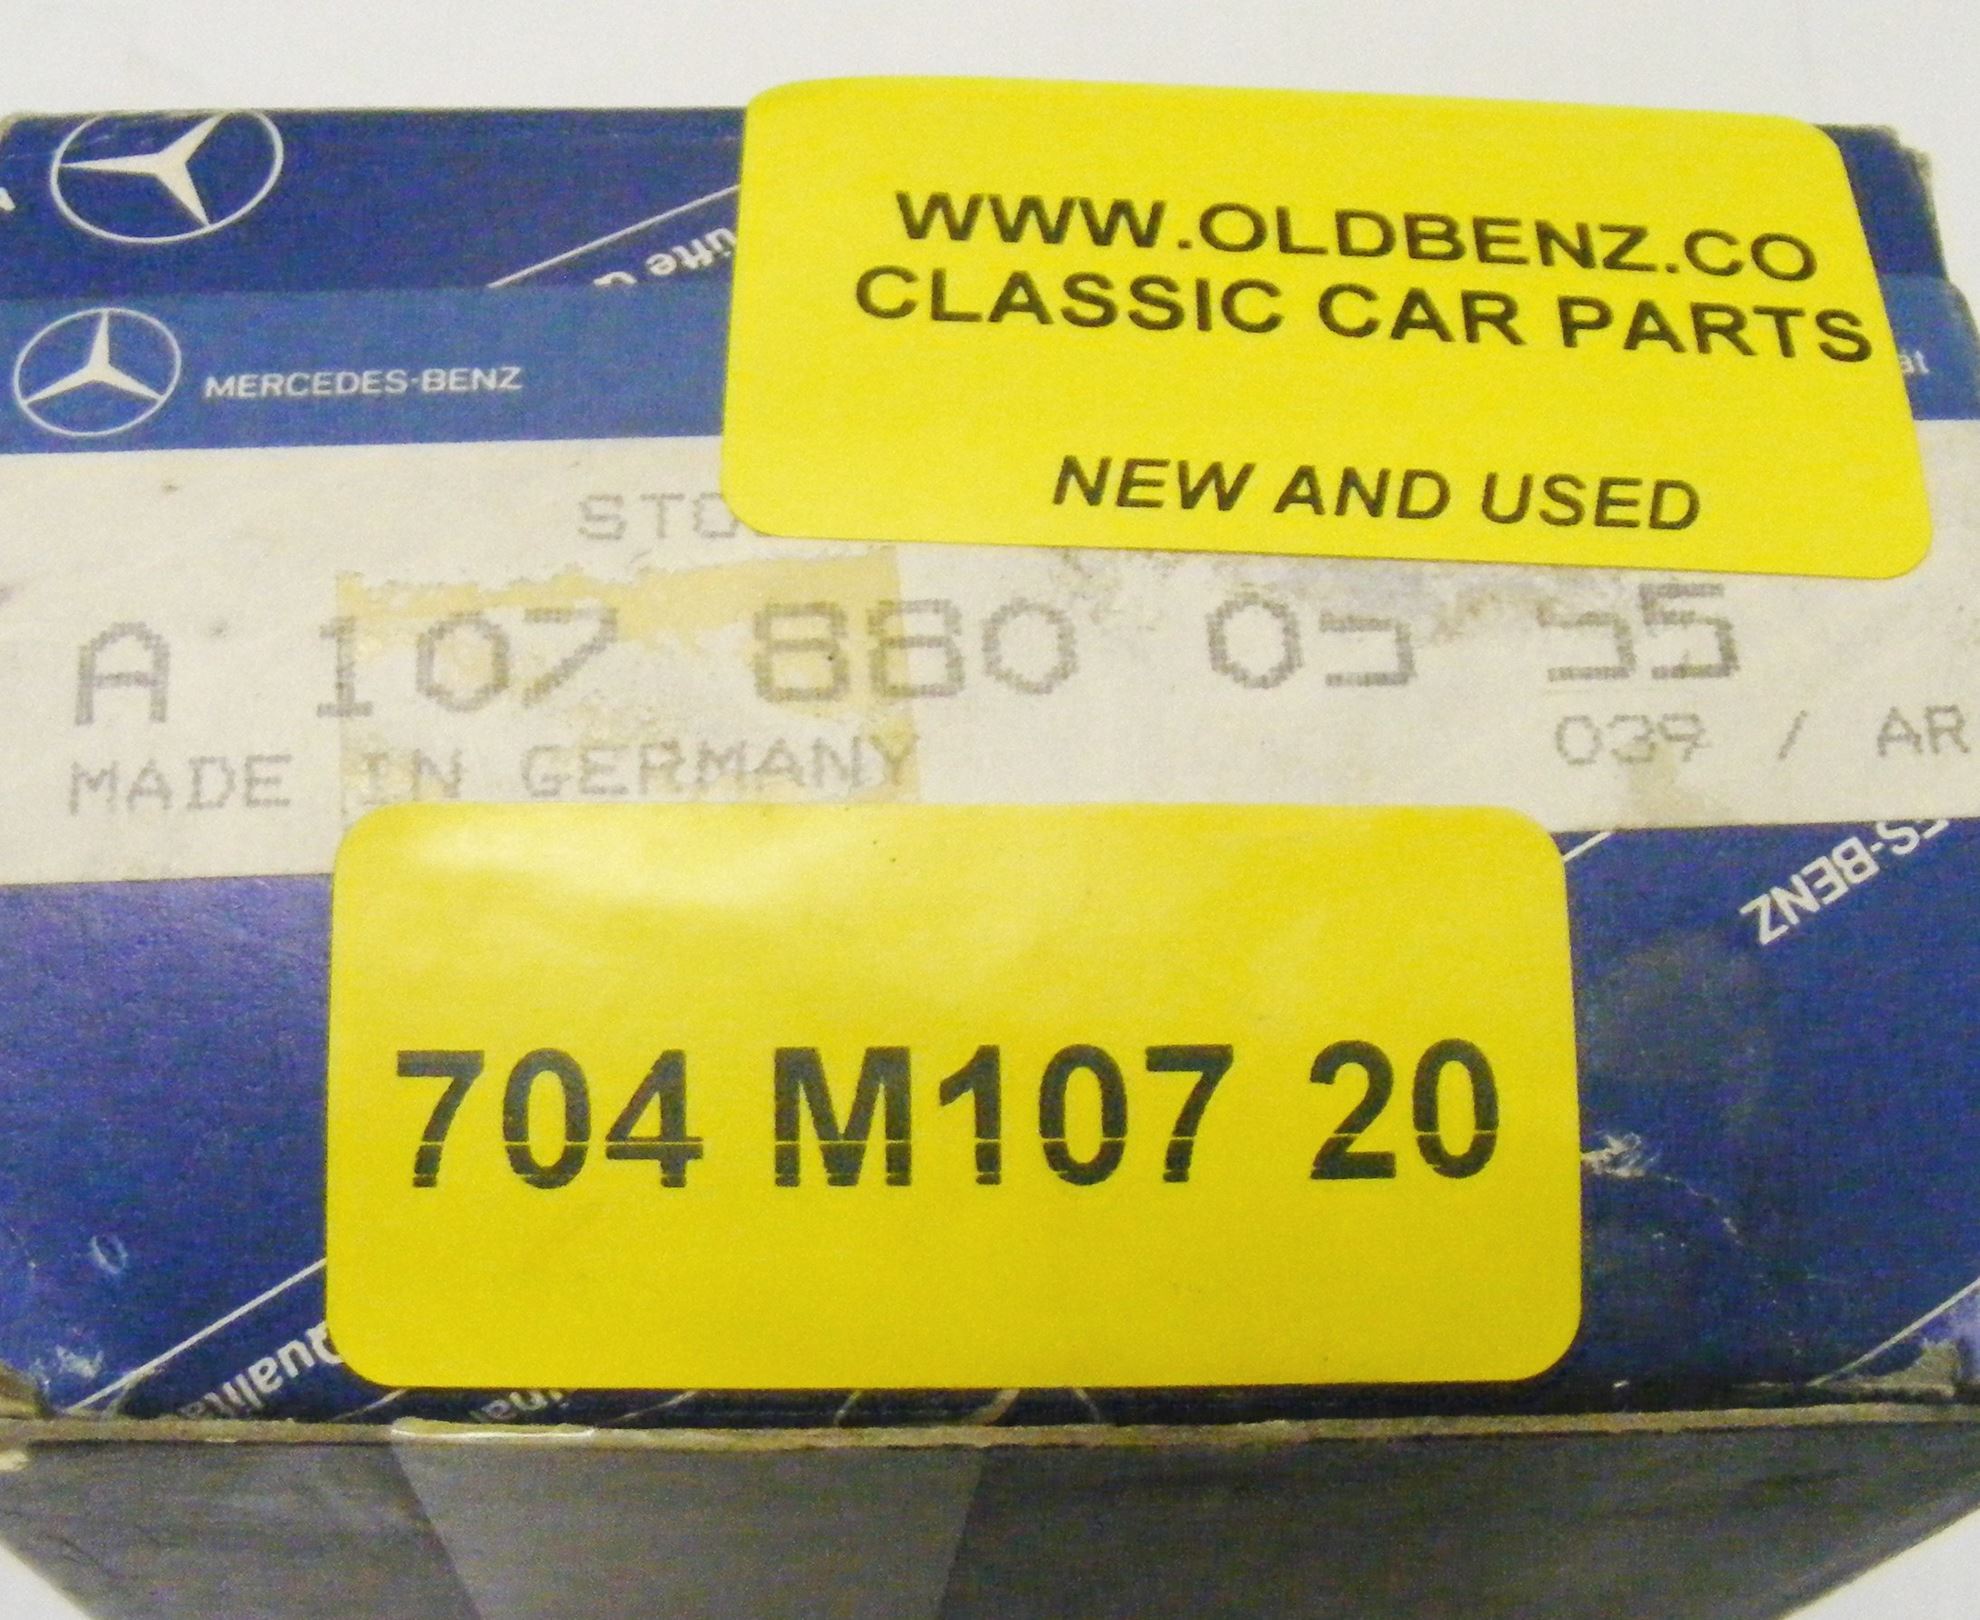 WWW.OLDBENZ.CO
CLASSIC CAR PARTS
NEW AND USED
MERCEDES-BENZ
A 107 880 05 55
MADE IN GERMANY
039 / AR
704 M107 20